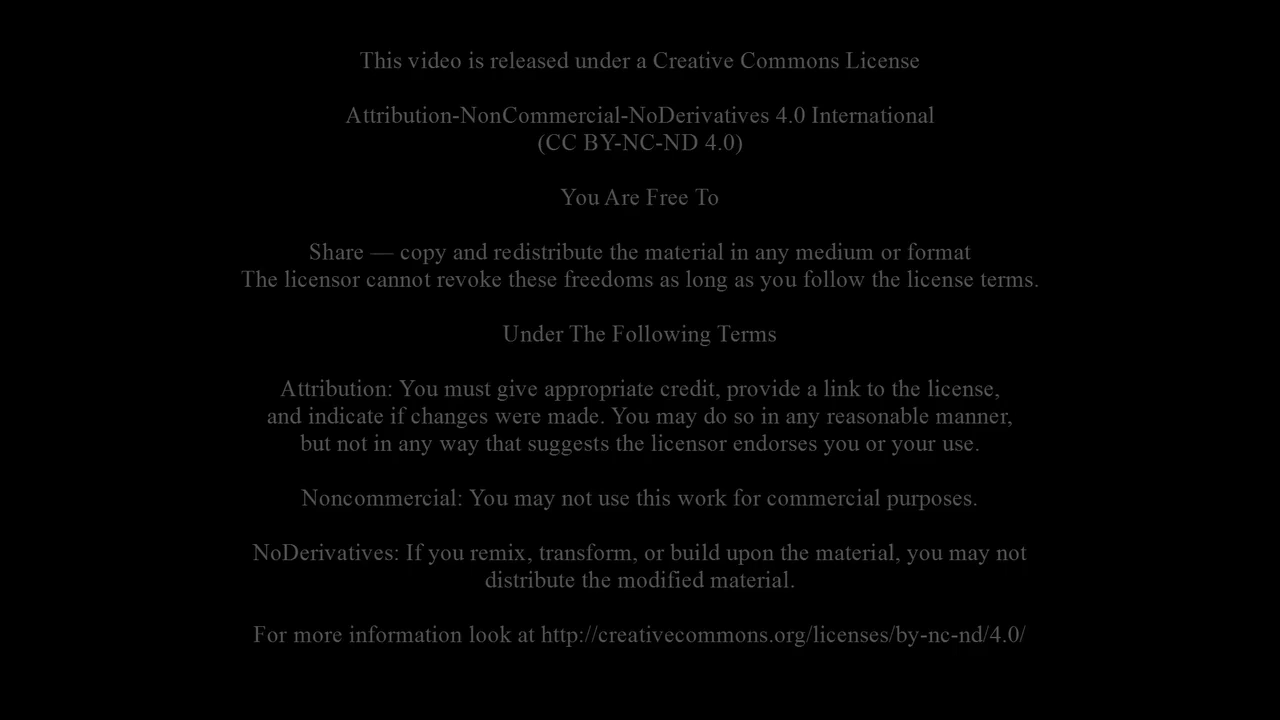 This video is released under a Creative Commons License
Attribution-NonCommercial-NoDerivatives 4.0 International
(CC BY-NC-ND 4.0)
You Are Free To
Share — copy and redistribute the material in any medium or format
The licensor cannot revoke these freedoms as long as you follow the license terms.
Under The Following Terms
Attribution: You must give appropriate credit, provide a link to the license,
and indicate if changes were made. You may do so in any reasonable manner,
but not in any way that suggests the licensor endorses you or your use.
Noncommercial: You may not use this work for commercial purposes.
NoDerivatives: If you remix, transform, or build upon the material, you may not
distribute the modified material.
For more information look at http://creativecommons.org/licenses/by-nc-nd/4.0/